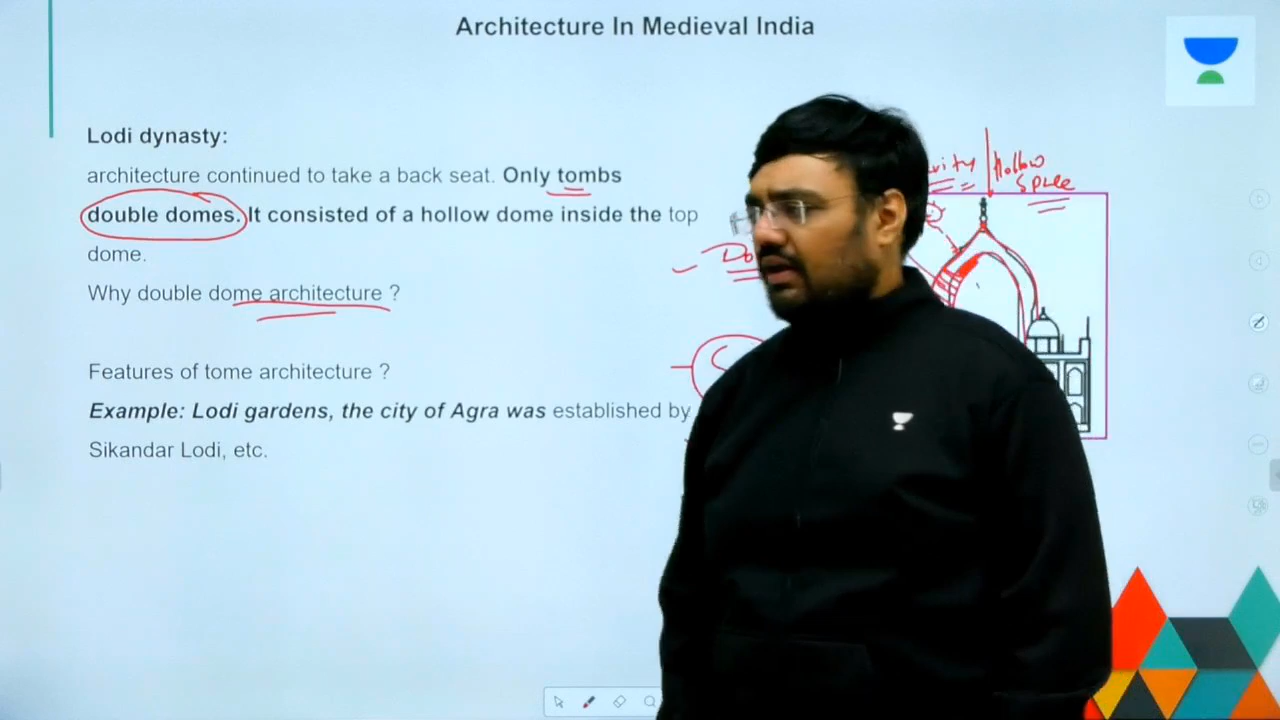 Architecture In Medieval India
Lodi dynasty:
architecture continued to take a back seat. Only tombs
double domes. It consisted of a hollow dome inside the top
dome.
Why double dome architecture ?
Features of tome architecture ?
Example: Lodi gardens, the city of Agra was established by
Sikandar Lodi, etc.
Hollow